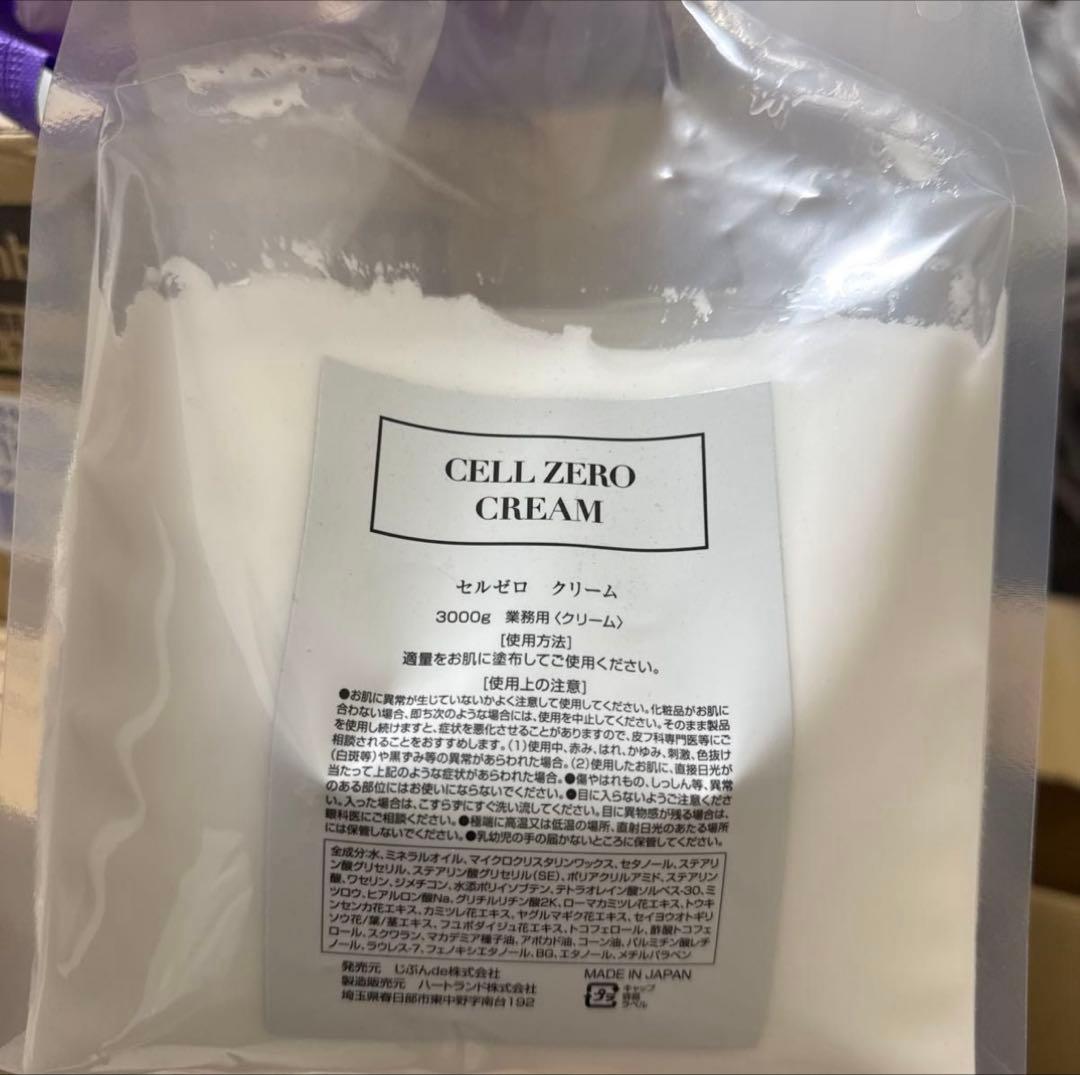 CELL ZERO
CREAM
セルゼロ クリーム
3000g 業務用〈クリーム〉
[使用方法]
適量をお肌に塗布してご使用ください。
[使用上の注意]
●お肌に異常が生じていないかよく注意して使用してください。化粧品がお肌に
合わない場合、即ち次のような場合には、使用を中止してください。そのまま製品
を使用し続けますと、症状を悪化させることがありますので、皮フ科専門医等にご
相談されることをおすすめします。(1)使用中、赤み、はれ、かゆみ、刺激、色抜け
(白斑等)や黒ずみ等の異常があらわれた場合。(2)使用したお肌に、直接日光が
当たって上記のような症状があらわれた場合。●傷やはれもの、しっしん等、異常
のある部位にはお使いにならないでください。●目に入らないようご注意くださ
い。入った場合は、こすらずにすぐ洗い流してください。目に異物感が残る場合は、
眼科医にご相談ください。●極端に高温又は低温の場所、直射日光のあたる場所
には保管しないでください。●乳幼児の手の届かないところに保管してください。
全成分:水、ミネラルオイル、マイクロクリスタリンワックス、セタノール、ステアリ
ン酸グリセリル、ステアリン酸グリセリル(SE)、ポリアクリルアミド、ステアリン
酸、ワセリン、ジメチコン、水添ポリイソブテン、テトラオレイン酸ソルベス-30、ミ
ツロウ、ヒアルロン酸Na、グリチルリチン酸2K、ローマカミツレ花エキス、トウキ
ンセンカ花エキス、カミツレ花エキス、ヤグルマギク花エキス、セイヨウオトギリ
ソウ花/葉/茎エキス、フユボダイジュ花エキス、トコフェロール、酢酸トコフェ
ロール、スクワラン、マカデミア種子油、アボカド油、コーン油、パルミチン酸レチ
ノール、ラウレス-7、フェノキシエタノール、BG、エタノール、メチルパラベン
発売元 じぶんde株式会社
製造販売元 ハートランド株式会社
埼玉県春日部市東中野字南台192
MADE IN JAPAN
プラ
キャップ
容器
ラベル